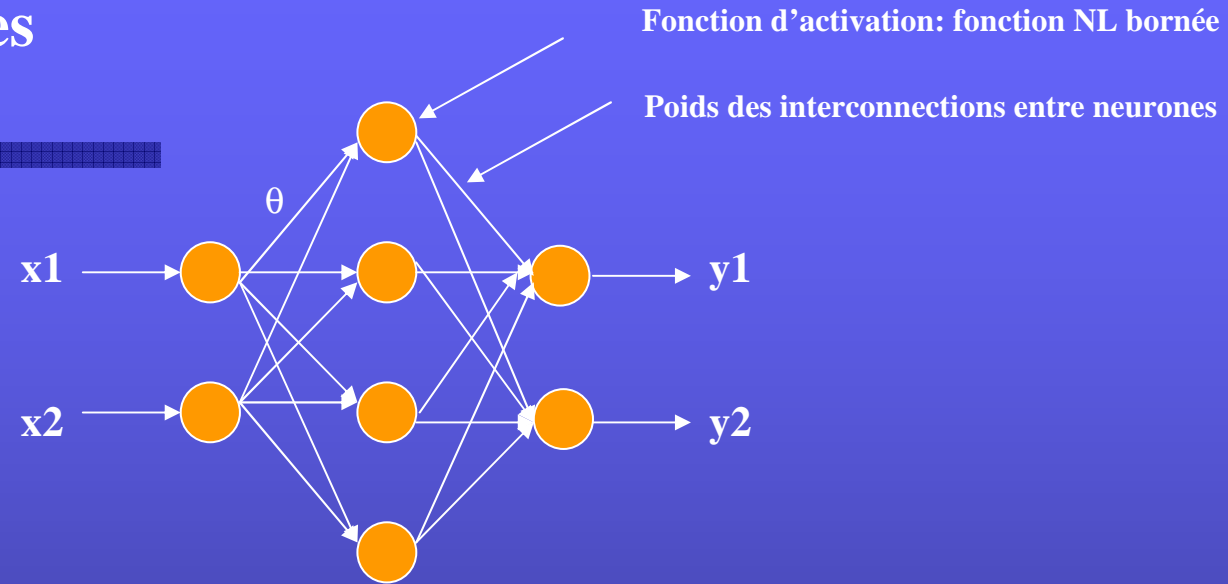 es
Fonction d’activation: fonction NL bornée
Poids des interconnections entre neurones
θ
x1
y1
x2
y2